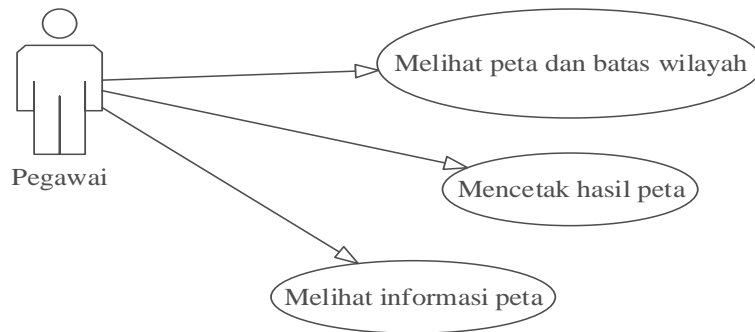 Melihat peta dan batas wilayah
Pegawai
Mencetak hasil peta
Melihat informasi peta